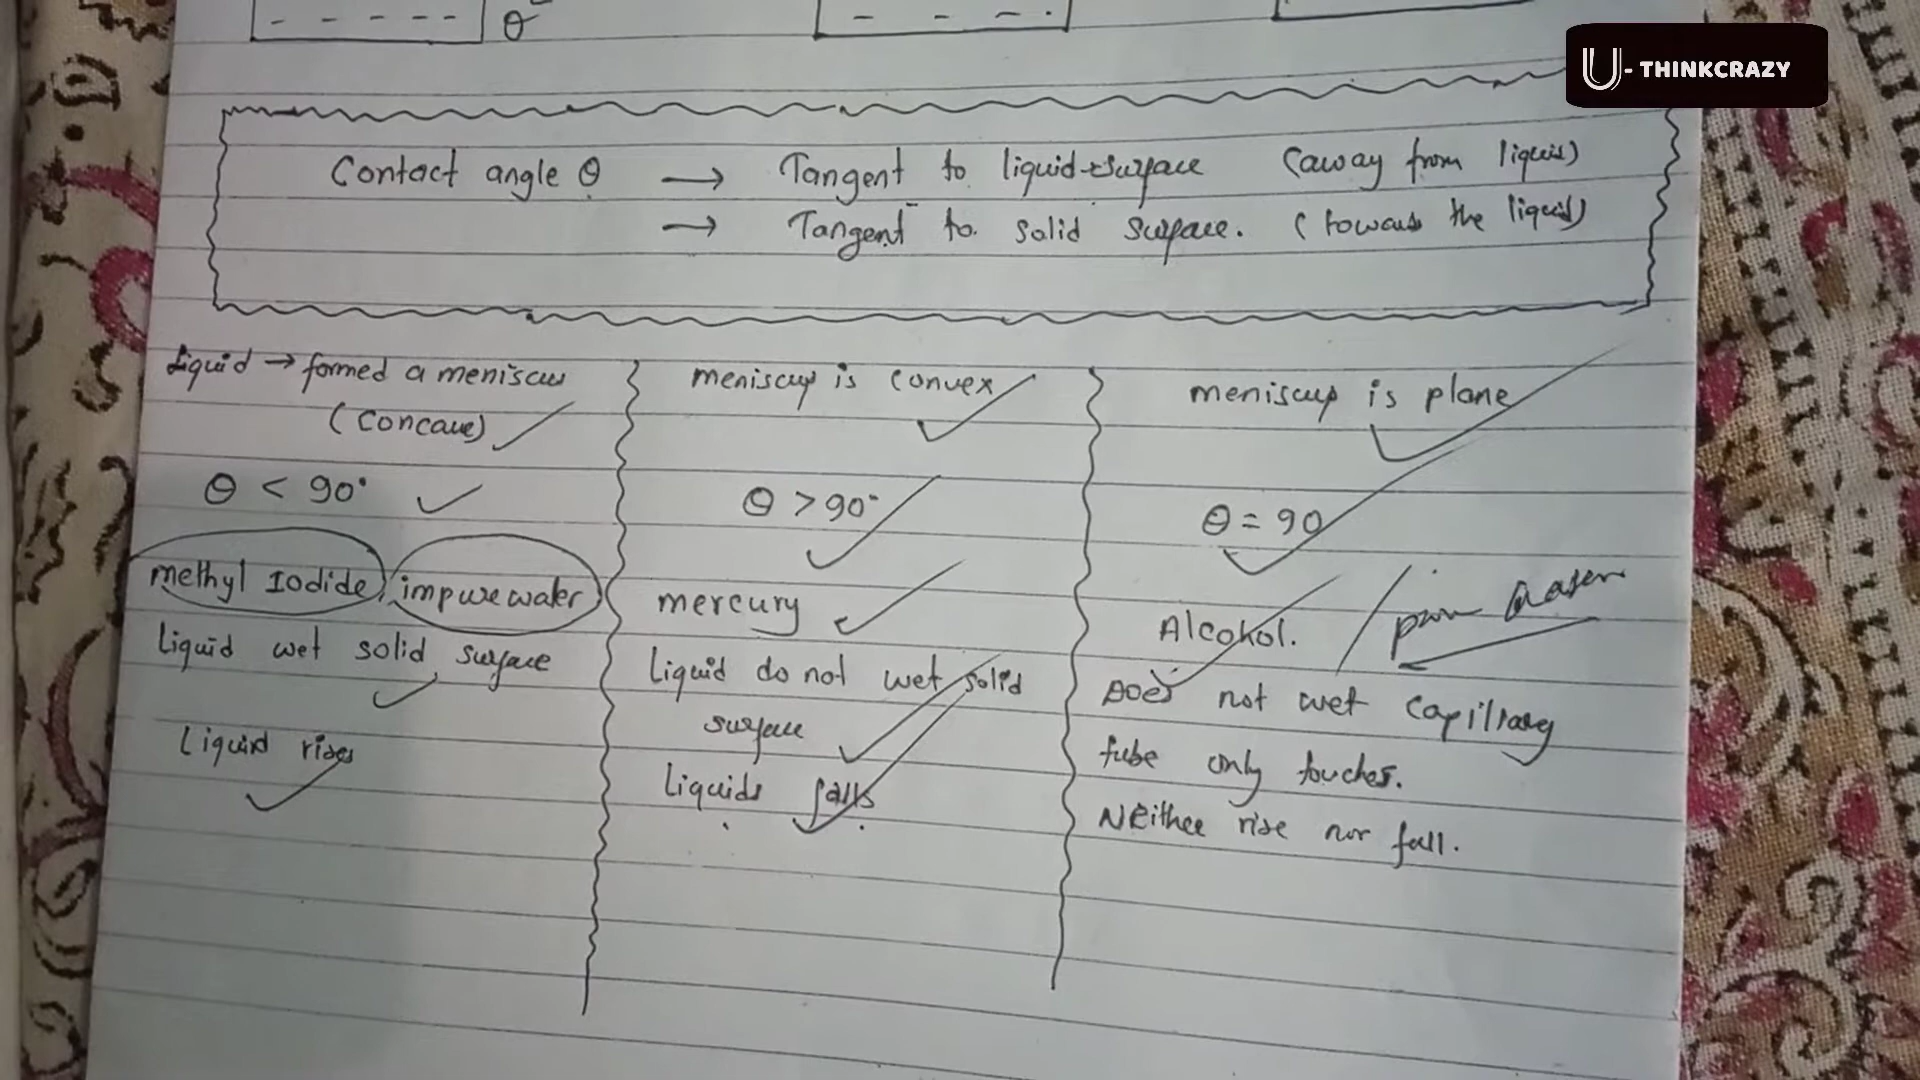 θ
U - THINKCRAZY
Contact angle θ → Tangent to liquid surface (away from liquid)
→ Tangent to solid surface. (towards the liquid)
Liquid → formed a meniscus
(Concave)
θ < 90°
methyl Iodide, impure water
Liquid wet solid surface
Liquid rises
meniscus is convex
θ > 90°
mercury
Liquid do not wet solid
surface
Liquids falls
meniscus is plane
θ = 90
Alcohol. /
Does not wet capillary
tube only touches.
Neither rise nor fall.